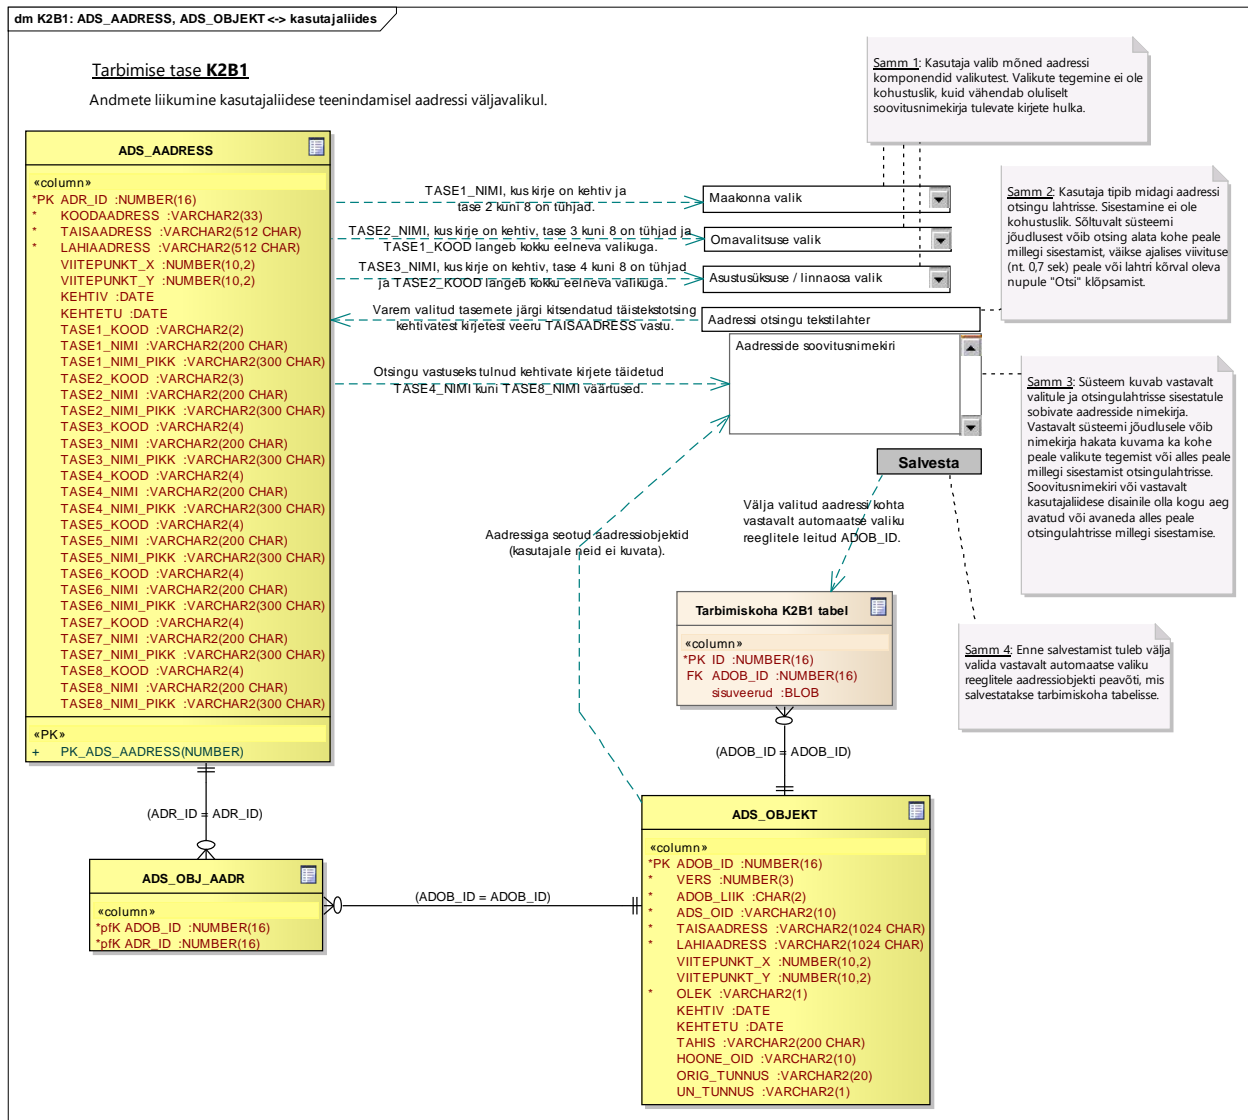 dm K2B1: ADS_AADRESS, ADS_OBJEKT <-> kasutajaliides
Tarbimise tase K2B1
Andmete liikumine kasutajaliidese teenindamisel aadressi väljavalikul.
Samm 1: Kasutaja valib mõned aadressi
komponendid valikutest. Valikute tegemine ei ole
kohustuslik, kuid vähendab oluliselt
soovitusnimekirja tulevate kirjete hulka.
ADS_AADRESS
«column»
*PK ADR_ID :NUMBER(16)
* KOODAADRESS :VARCHAR2(33)
* TAISAADRESS :VARCHAR2(512 CHAR)
* LAHIAADRESS :VARCHAR2(512 CHAR)
VIITEPUNKT_X :NUMBER(10,2)
VIITEPUNKT_Y :NUMBER(10,2)
KEHTIV :DATE
KEHTETU :DATE
TASE1_KOOD :VARCHAR2(2)
TASE1_NIMI :VARCHAR2(200 CHAR)
TASE1_NIMI_PIKK :VARCHAR2(300 CHAR)
TASE2_KOOD :VARCHAR2(3)
TASE2_NIMI :VARCHAR2(200 CHAR)
TASE2_NIMI_PIKK :VARCHAR2(300 CHAR)
TASE3_KOOD :VARCHAR2(4)
TASE3_NIMI :VARCHAR2(200 CHAR)
TASE3_NIMI_PIKK :VARCHAR2(300 CHAR)
TASE4_KOOD :VARCHAR2(4)
TASE4_NIMI :VARCHAR2(200 CHAR)
TASE4_NIMI_PIKK :VARCHAR2(300 CHAR)
TASE5_KOOD :VARCHAR2(4)
TASE5_NIMI :VARCHAR2(200 CHAR)
TASE5_NIMI_PIKK :VARCHAR2(300 CHAR)
TASE6_KOOD :VARCHAR2(4)
TASE6_NIMI :VARCHAR2(200 CHAR)
TASE6_NIMI_PIKK :VARCHAR2(300 CHAR)
TASE7_KOOD :VARCHAR2(4)
TASE7_NIMI :VARCHAR2(200 CHAR)
TASE7_NIMI_PIKK :VARCHAR2(300 CHAR)
TASE8_KOOD :VARCHAR2(4)
TASE8_NIMI :VARCHAR2(200 CHAR)
TASE8_NIMI_PIKK :VARCHAR2(300 CHAR)
«PK»
+ PK_ADS_AADRESS(NUMBER)
TASE1_NIMI, kus kirje on kehtiv ja
tase 2 kuni 8 on tühjad.
Maakonna valik
TASE2_NIMI, kus kirje on kehtiv, tase 3 kuni 8 on tühjad ja
TASE1_KOOD langeb kokku eelneva valikuga.
Omavalitsuse valik
TASE3_NIMI, kus kirje on kehtiv, tase 4 kuni 8 on tühjad
ja TASE2_KOOD langeb kokku eelneva valikuga.
Asustusüksuse / linnaosa valik
Varem valitud tasemete järgi kitsendatud täistekstotsing
kehtivatest kirjetest veeru TAISAADRESS vastu.
Aadressi otsingu tekstilahter
Aadresside soovitusnimekiri
Otsingu vastuseks tulnud kehtivate kirjete täidetud
TASE4_NIMI kuni TASE8_NIMI väärtused.
Samm 2: Kasutaja tipib midagi aadressi
otsingu lahtrisse. Sisestamine ei ole
kohustuslik. Sõltuvalt süsteemi
jõudlusest võib otsing alata kohe peale
millegi sisestamist, väikse ajalises viivituse
(nt. 0,7 sek) peale või lahtri kõrval oleva
nupule "Otsi" klõpsamist.
Samm 3: Süsteem kuvab vastavalt
valitule ja otsingulahtrisse sisestatule
sobivate aadresside nimekirja.
Vastavalt süsteemi jõudlusele võib
nimekirja hakata kuvama ka kohe
peale valikute tegemist või alles peale
millegi sisestamist otsingulahtrisse.
Soovitusnimekiri või vastavalt
kasutajaliidese disainile olla kogu aeg
avatud või avaneda alles peale
otsingulahtrisse millegi sisestamise.
Salvesta
Välja valitud aadressi kohta
vastavalt automaatse valiku
reeglitele leitud ADOB_ID.
Aadressiga seotud aadressiobjektid
(kasutajale neid ei kuvata).
Tarbimiskoha K2B1 tabel
«column»
*PK ID :NUMBER(16)
FK ADOB_ID :NUMBER(16)
sisuveerud :BLOB
Samm 4: Enne salvestamist tuleb välja
valida vastavalt automaatse valiku
reeglitele aadressiobjekti peavõti, mis
salvestatakse tarbimiskoha tabelisse.
(ADOB_ID = ADOB_ID)
(ADR_ID = ADR_ID)
ADS_OBJ_AADR
«column»
*pfK ADOB_ID :NUMBER(16)
*pfK ADR_ID :NUMBER(16)
(ADOB_ID = ADOB_ID)
ADS_OBJEKT
«column»
*PK ADOB_ID :NUMBER(16)
* VERS :NUMBER(3)
* ADOB_LIIK :CHAR(2)
* ADS_OID :VARCHAR2(10)
* TAISAADRESS :VARCHAR2(1024 CHAR)
* LAHIAADRESS :VARCHAR2(1024 CHAR)
VIITEPUNKT_X :NUMBER(10,2)
VIITEPUNKT_Y :NUMBER(10,2)
* OLEK :VARCHAR2(1)
KEHTIV :DATE
KEHTETU :DATE
TAHIS :VARCHAR2(200 CHAR)
HOONE_OID :VARCHAR2(10)
ORIG_TUNNUS :VARCHAR2(20)
UN_TUNNUS :VARCHAR2(1)